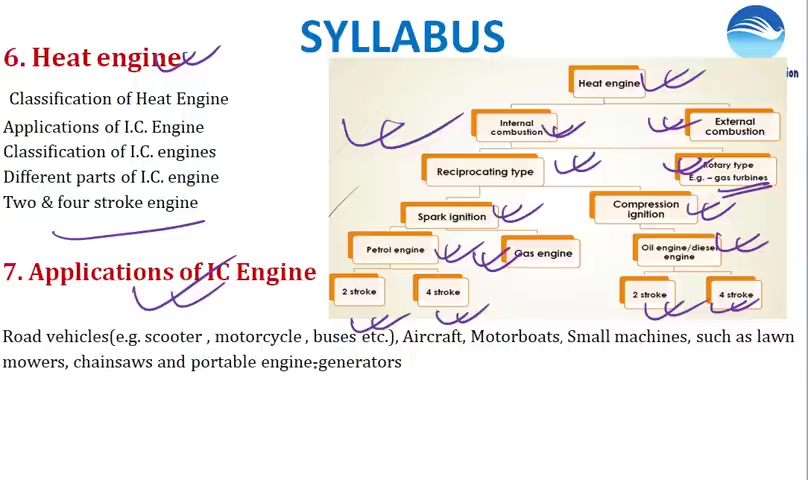 SYLLABUS
6. Heat engine
Classification of Heat Engine
Applications of I.C. Engine
Classification of I.C. engines
Different parts of I.C. engine
Two & four stroke engine
Heat engine
Internal
combustion
External
combustion
Reciprocating type
Rotary type
E.g. – gas turbines
Spark ignition
Compression
ignition
Petrol engine
Gas engine
Oil engine/diesel
engine
2 stroke
4 stroke
2 stroke
4 stroke
7. Applications of IC Engine
Road vehicles(e.g. scooter , motorcycle , buses etc.), Aircraft, Motorboats, Small machines, such as lawn
mowers, chainsaws and portable engine-generators